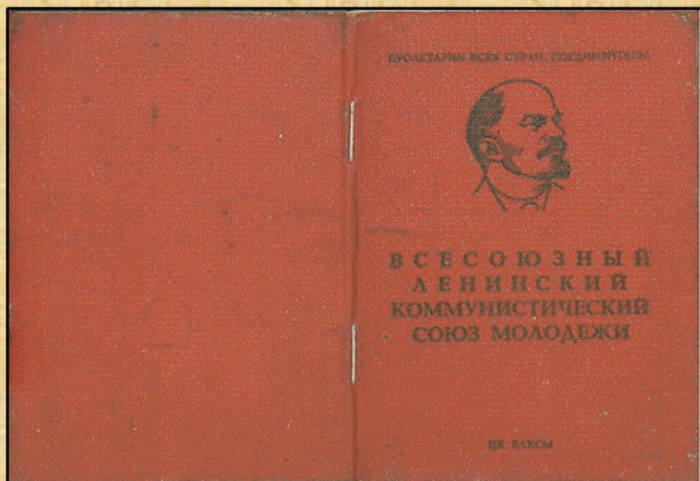 ПРОЛЕТАРИИ ВСЕХ СТРАН, СОЕДИНЯЙТЕСЬ!
ВСЕСОЮЗНЫЙ
ЛЕНИНСКИЙ
КОММУНИСТИЧЕСКИЙ
СОЮЗ МОЛОДЕЖИ
ЦК ВЛКСМ